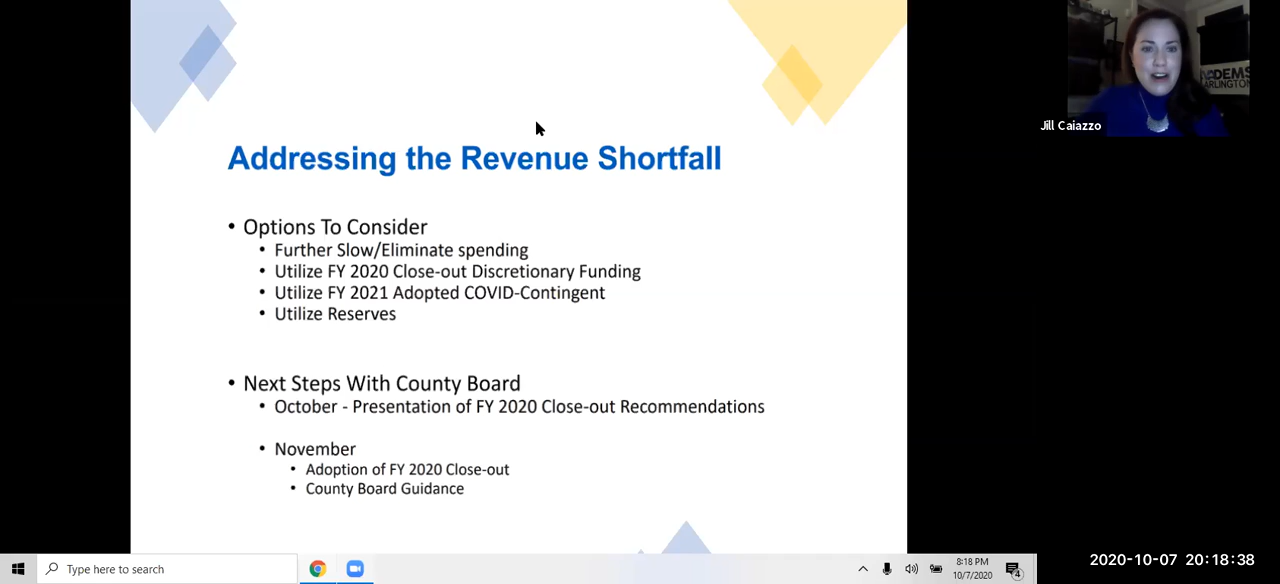 Addressing the Revenue Shortfall
• Options To Consider
• Further Slow/Eliminate spending
• Utilize FY 2020 Close-out Discretionary Funding
• Utilize FY 2021 Adopted COVID-Contingent
• Utilize Reserves
• Next Steps With County Board
• October - Presentation of FY 2020 Close-out Recommendations
• November
• Adoption of FY 2020 Close-out
• County Board Guidance
DEMS
ARLINGTON
Jill Caiazzo
Type here to search
8:18 PM
10/7/2020
4
2020-10-07 20:18:38